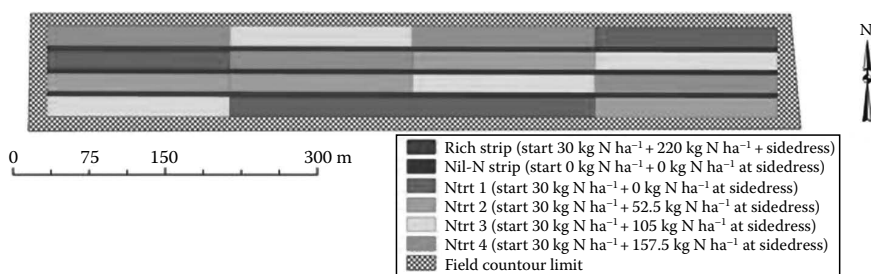 N
0 75 150 300 m
Rich strip (start 30 kg N ha⁻¹ + 220 kg N ha⁻¹ + sidedress)
Nil-N strip (start 0 kg N ha⁻¹ + 0 kg N ha⁻¹ at sidedress)
Ntrt 1 (start 30 kg N ha⁻¹ + 0 kg N ha⁻¹ at sidedress)
Ntrt 2 (start 30 kg N ha⁻¹ + 52.5 kg N ha⁻¹ at sidedress)
Ntrt 3 (start 30 kg N ha⁻¹ + 105 kg N ha⁻¹ at sidedress)
Ntrt 4 (start 30 kg N ha⁻¹ + 157.5 kg N ha⁻¹ at sidedress)
Field countour limit